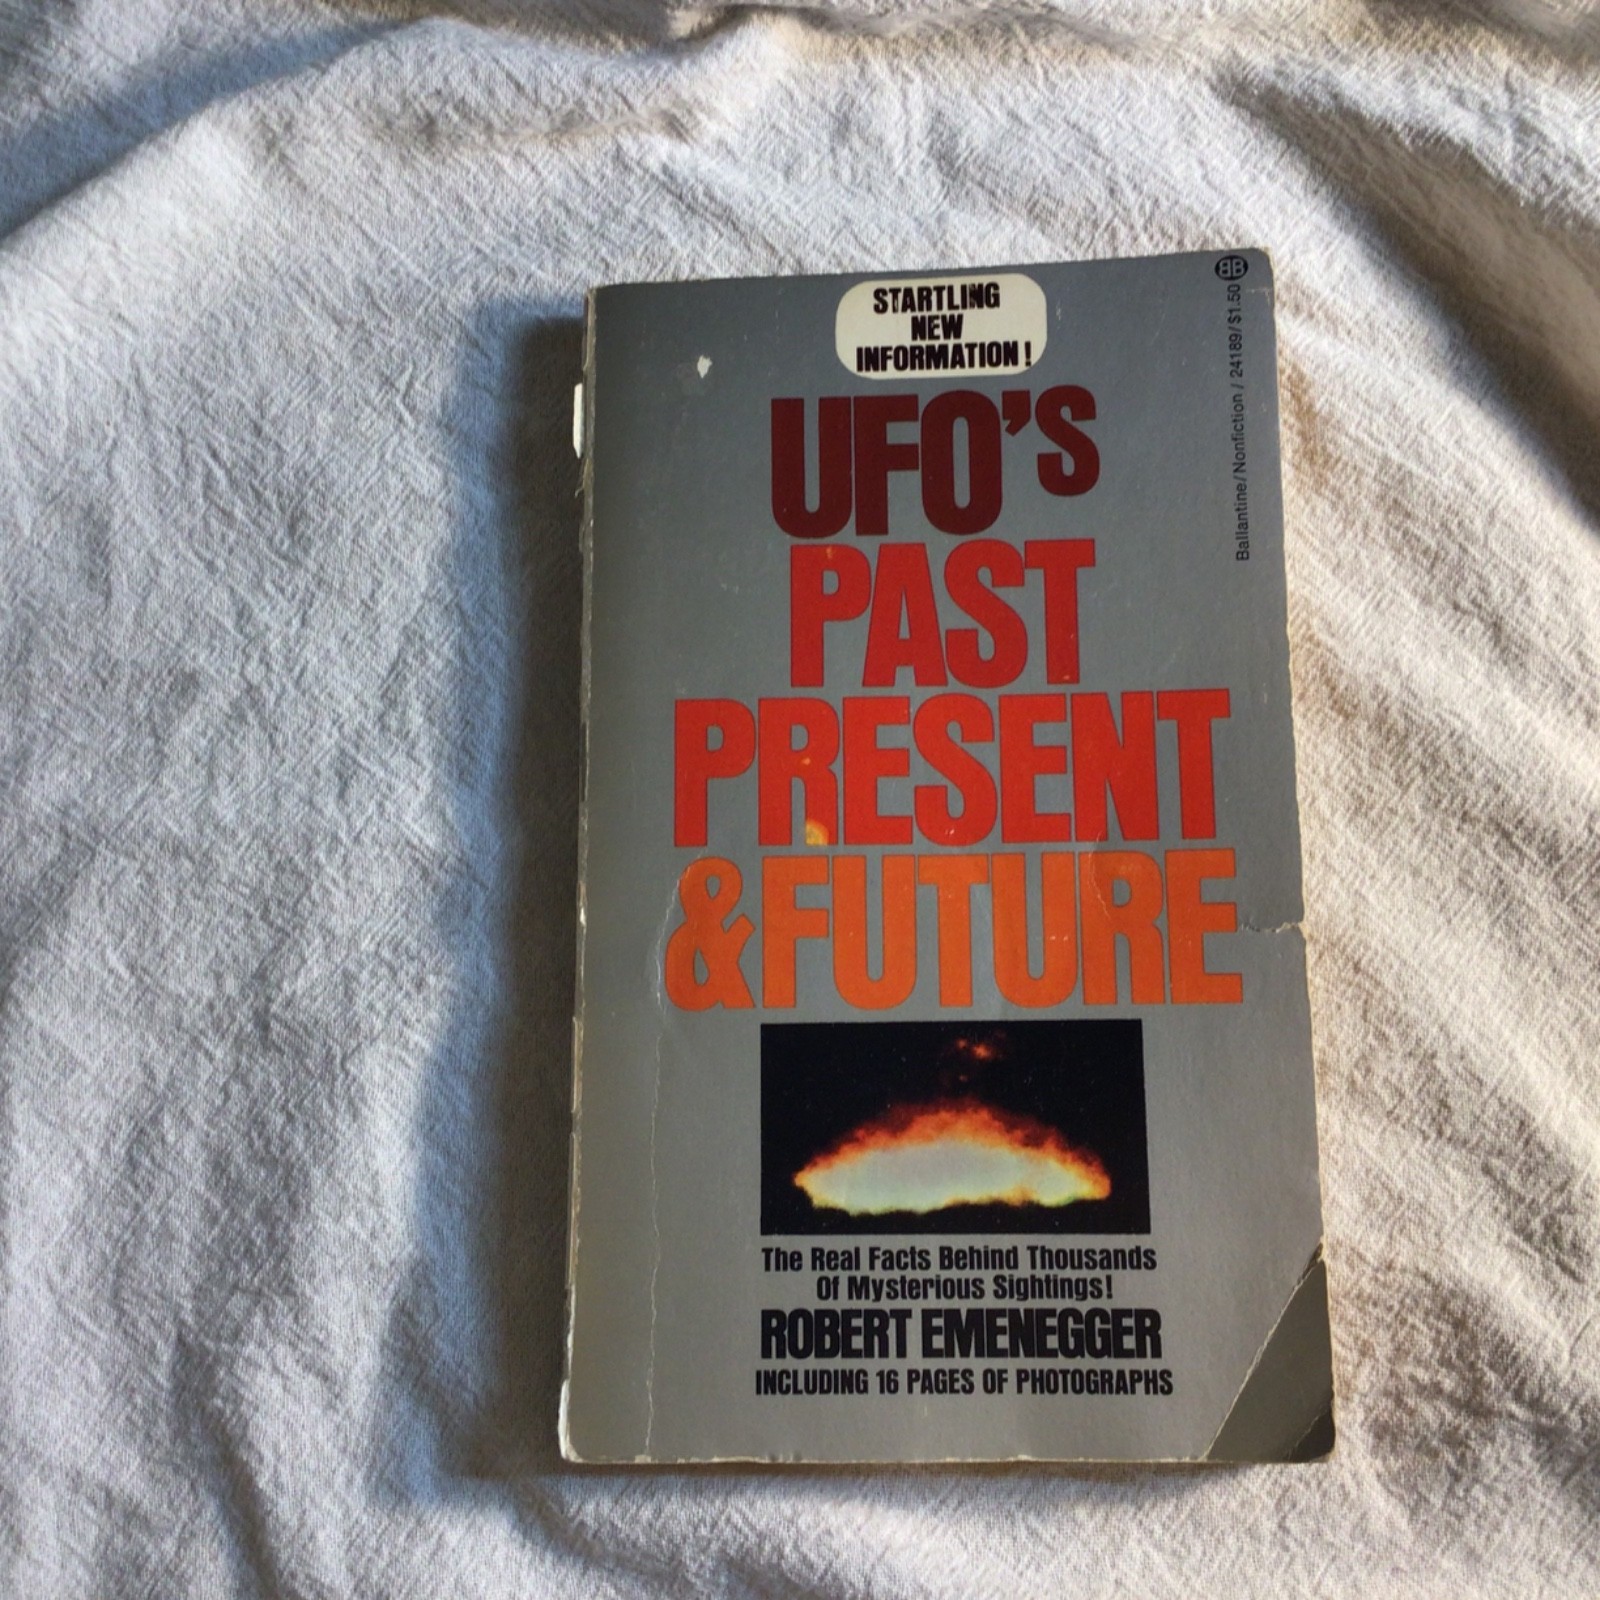 STARTLING
NEW
INFORMATION!
BB
Ballantine/Nonfiction/24189/$1.50
UFO'S
PAST
PRESENT
&FUTURE
The Real Facts Behind Thousands
Of Mysterious Sightings!
ROBERT EMENEGGER
INCLUDING 16 PAGES OF PHOTOGRAPHS